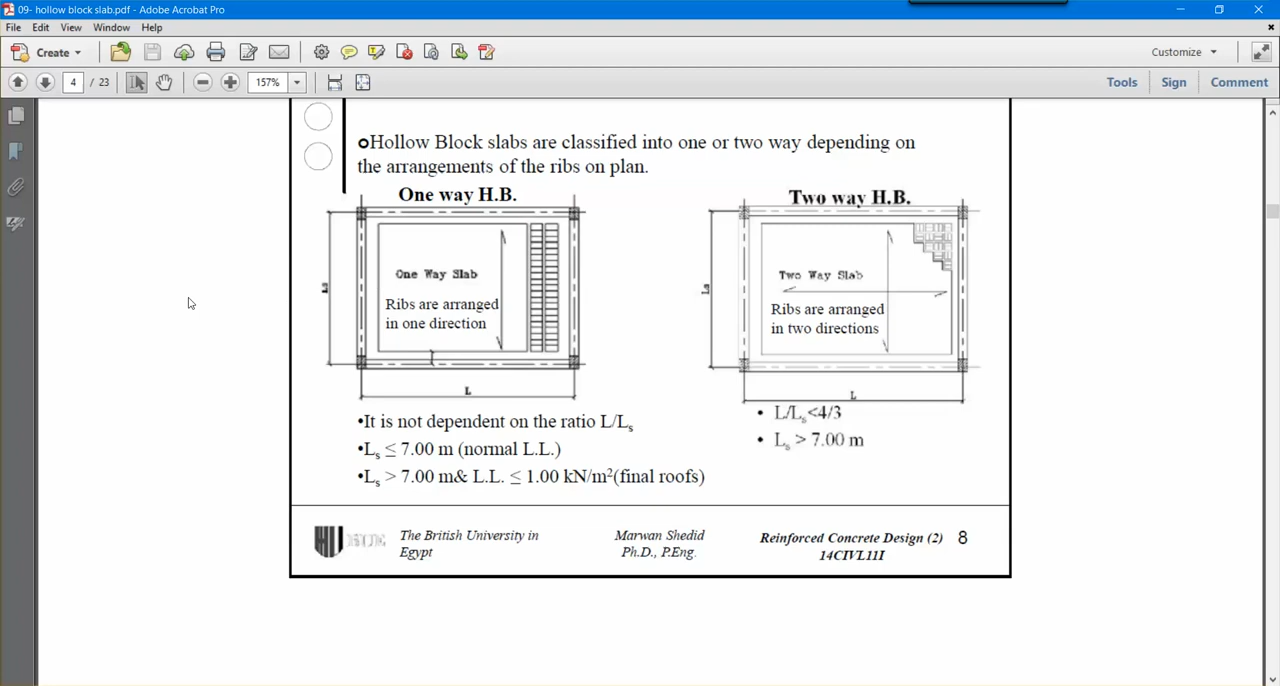 09- hollow block slab.pdf - Adobe Acrobat Pro
File Edit View Window Help
Create Customize
4 / 23 157% Tools Sign Comment
Hollow Block slabs are classified into one or two way depending on
the arrangements of the ribs on plan.
One way H.B.
One Way Slab
Ribs are arranged
in one direction
Ls
L
•It is not dependent on the ratio L/Ls
•Ls ≤ 7.00 m (normal L.L.)
•Ls > 7.00 m& L.L. ≤ 1.00 kN/m²(final roofs)
Two way H.B.
Two Way Slab
Ribs are arranged
in two directions
Ls
L
• L/Ls<4/3
• Ls > 7.00 m
BUE
The British University in
Egypt
Marwan Shedid
Ph.D., P.Eng.
Reinforced Concrete Design (2)
14CIVL11I
8